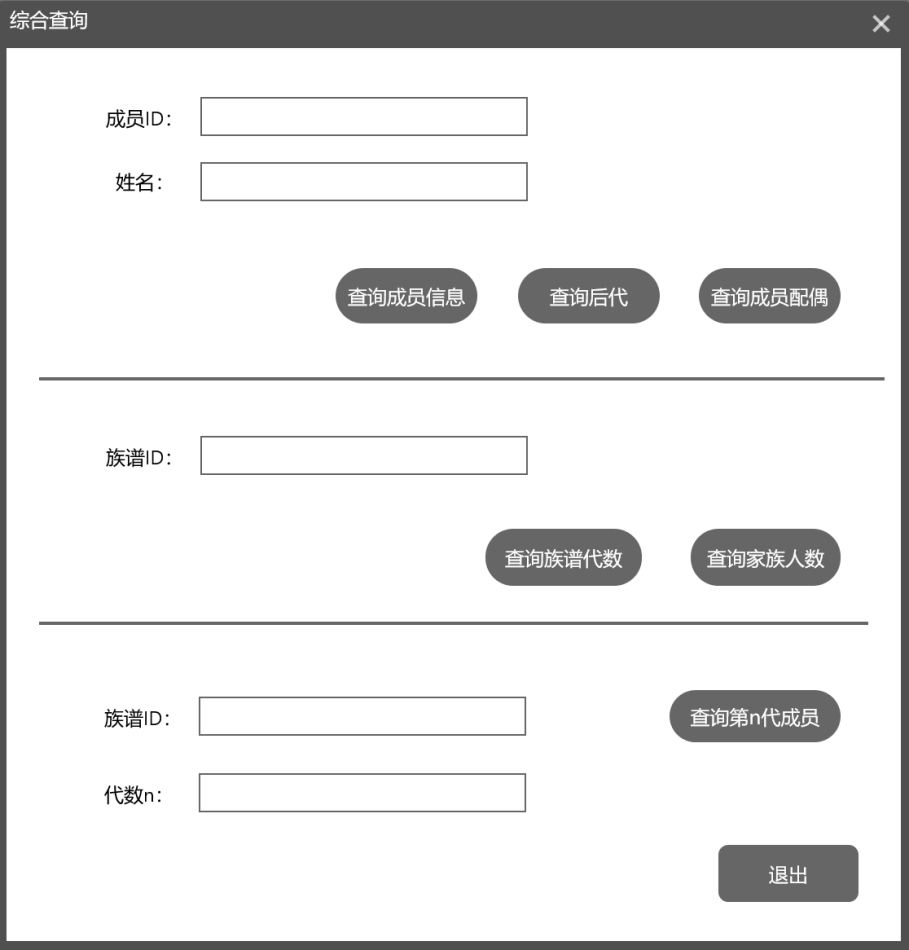 综合查询
成员ID：
姓名：
查询成员信息 查询后代 查询成员配偶
族谱ID：
查询族谱代数 查询家族人数
族谱ID： 查询第n代成员
代数n：
退出